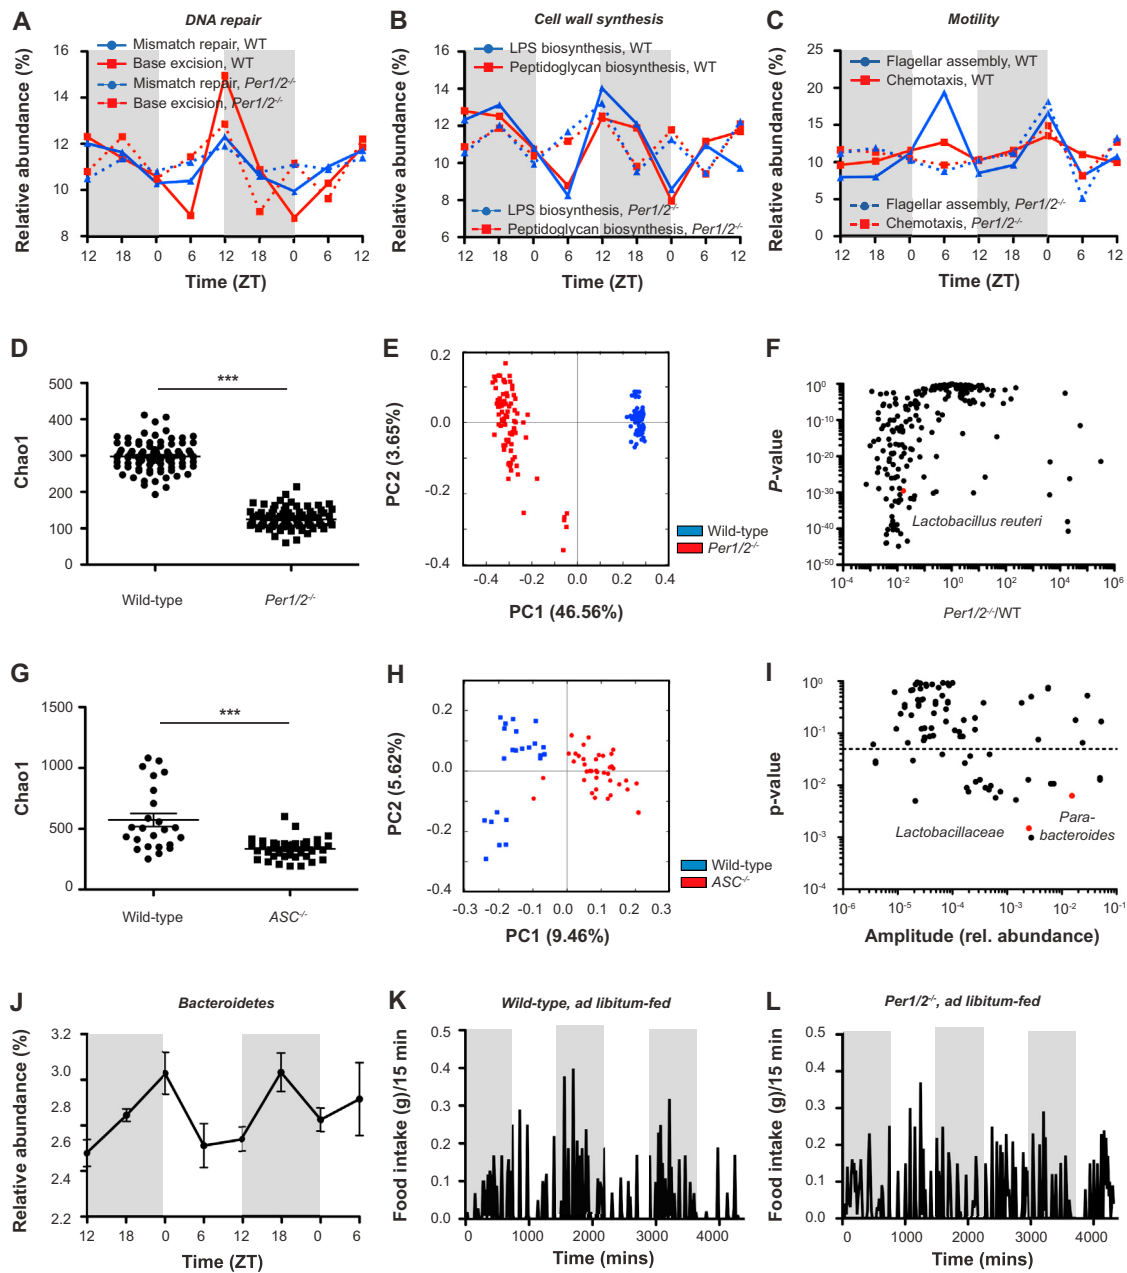 A
DNA repair
Relative abundance (%)
16
14
12
10
8
Mismatch repair, WT
Base excision, WT
Mismatch repair, Per1/2-/-
Base excision, Per1/2-/-
12 18 0 6 12 18 0 6 12
Time (ZT)
B
Cell wall synthesis
Relative abundance (%)
16
14
12
10
8
6
LPS biosynthesis, WT
Peptidoglycan biosynthesis, WT
LPS biosynthesis, Per1/2-/-
Peptidoglycan biosynthesis, Per1/2-/-
12 18 0 6 12 18 0 6 12
Time (ZT)
C
Motility
Relative abundance (%)
25
20
15
10
5
0
Flagellar assembly, WT
Chemotaxis, WT
Flagellar assembly, Per1/2-/-
Chemotaxis, Per1/2-/-
12 18 0 6 12 18 0 6 12
Time (ZT)
D
Chao1
500
400
300
200
100
0
***
Wild-type Per1/2-/-
E
PC2 (3.65%)
0.2
0.0
-0.2
-0.4
-0.4 -0.2 0.0 0.2 0.4
PC1 (46.56%)
Wild-type
Per1/2-/-
F
P-value
10^0
10^-10
10^-20
10^-30
10^-40
10^-50
Lactobacillus reuteri
10^-4 10^-2 10^0 10^2 10^4 10^6
Per1/2-/-/WT
G
Chao1
1500
1000
500
0
***
Wild-type ASC-/-
H
PC2 (5.62%)
0.2
0.0
-0.2
-0.4
-0.3 -0.2 -0.1 0.0 0.1 0.2 0.3
PC1 (9.46%)
Wild-type
ASC-/-
I
p-value
10^0
10^-1
10^-2
10^-3
10^-4
Lactobacillaceae
Para-
bacteroides
10^-6 10^-5 10^-4 10^-3 10^-2 10^-1
Amplitude (rel. abundance)
J
Bacteroidetes
Relative abundance (%)
3.2
3.0
2.8
2.6
2.4
2.2
12 18 0 6 12 18 0 6
Time (ZT)
K
Wild-type, ad libitum-fed
Food intake (g)/15 min
0.5
0.4
0.3
0.2
0.1
0.0
0 1000 2000 3000 4000
Time (mins)
L
Per1/2-/-, ad libitum-fed
Food intake (g)/15 min
0.5
0.4
0.3
0.2
0.1
0.0
0 1000 2000 3000 4000
Time (mins)